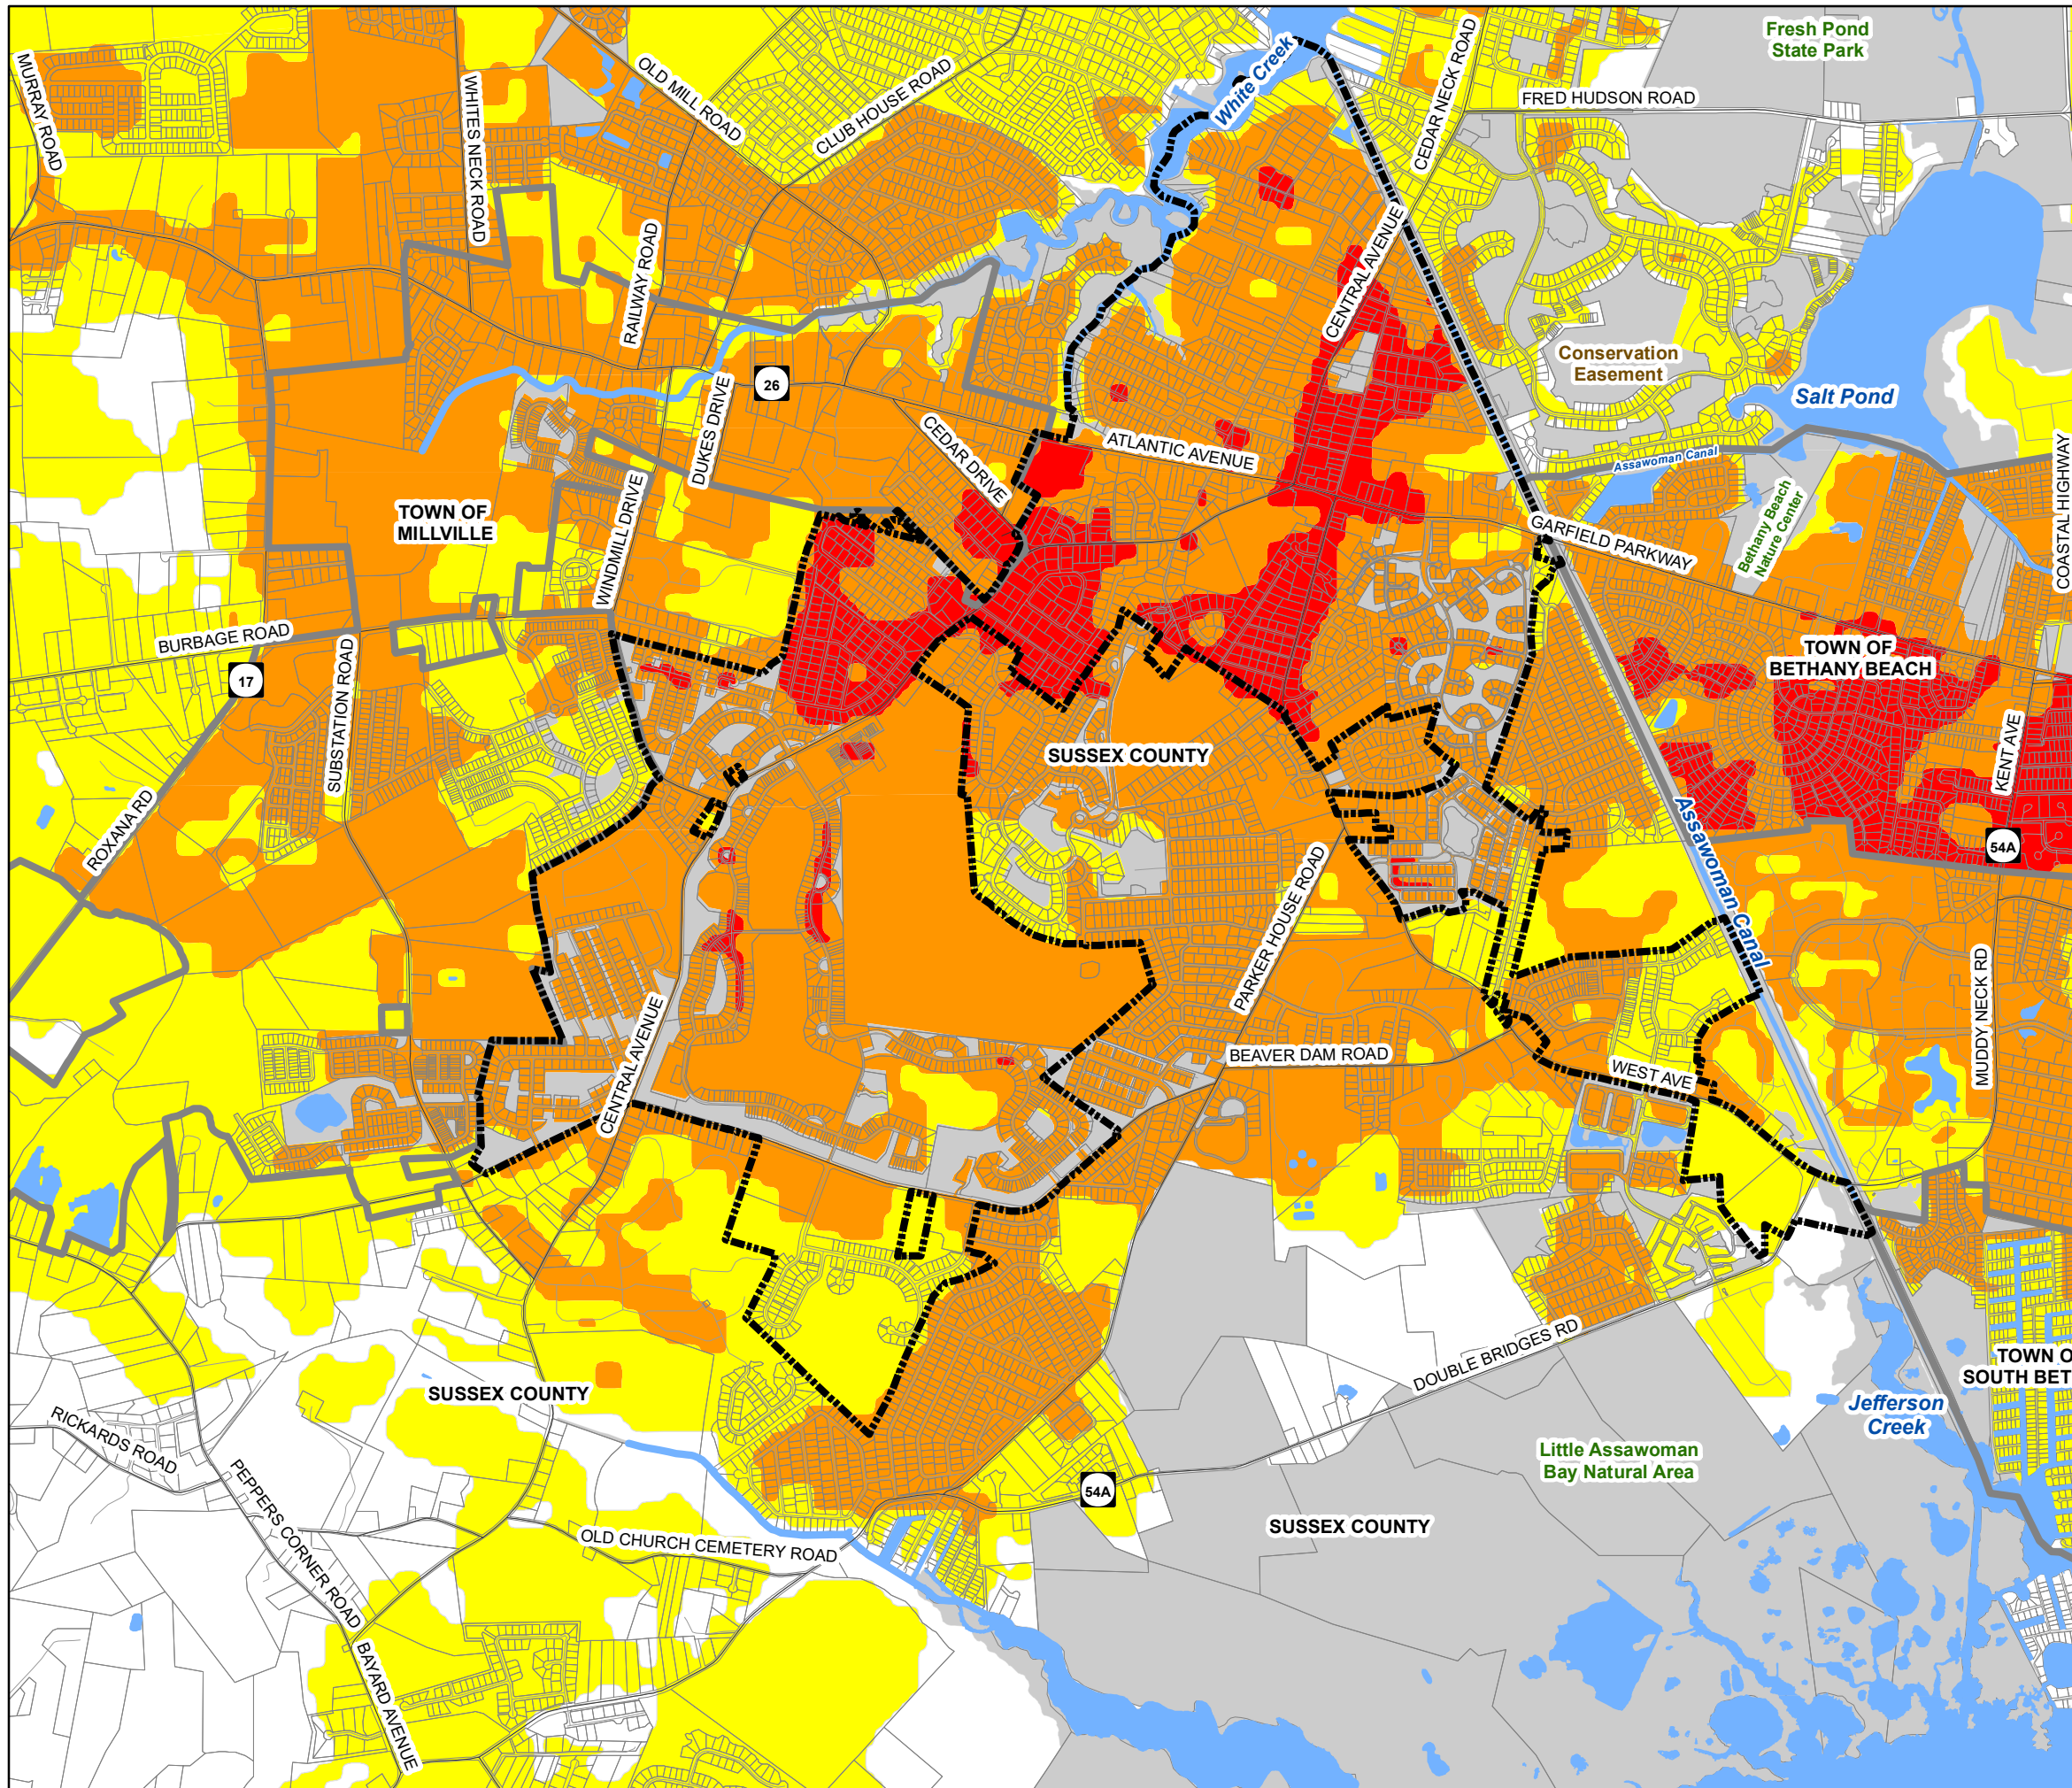 Fresh Pond
State Park
MURRAY ROAD
WHITES NECK ROAD
OLD MILL ROAD
CLUB HOUSE ROAD
White Creek
CEDAR NECK ROAD
FRED HUDSON ROAD
RAILWAY ROAD
CENTRAL AVENUE
Conservation
Easement
Salt Pond
26
DUKES DRIVE
CEDAR DRIVE
ATLANTIC AVENUE
Assawoman Canal
COASTAL HIGHWAY
TOWN OF
MILLVILLE
WINDMILL DRIVE
GARFIELD PARKWAY
Bethany Beach
Nature Center
BURBAGE ROAD
17
SUBSTATION ROAD
TOWN OF
BETHANY BEACH
SUSSEX COUNTY
KENT AVE
ROXANA RD
54A
Assawoman Canal
PARKER HOUSE ROAD
CENTRAL AVENUE
BEAVER DAM ROAD
WEST AVE
MUDDY NECK RD
DOUBLE BRIDGES RD
TOWN O
SOUTH BET
SUSSEX COUNTY
Jefferson
Creek
RICKARDS ROAD
Little Assawoman
Bay Natural Area
PEPPERS CORNER ROAD
54A
SUSSEX COUNTY
OLD CHURCH CEMETERY ROAD
BAYARD AVENUE